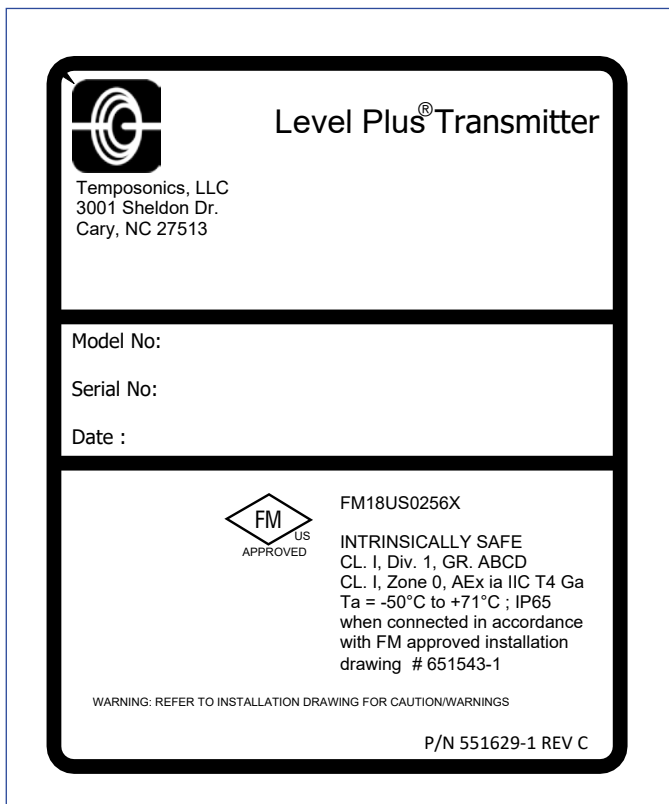 Level Plus® Transmitter
Temposonics, LLC
3001 Sheldon Dr.
Cary, NC 27513
Model No:
Serial No:
Date :
FM
US
APPROVED
FM18US0256X
INTRINSICALLY SAFE
CL. I, Div. 1, GR. ABCD
CL. I, Zone 0, AEx ia IIC T4 Ga
Ta = -50°C to +71°C ; IP65
when connected in accordance
with FM approved installation
drawing # 651543-1
WARNING: REFER TO INSTALLATION DRAWING FOR CAUTION/WARNINGS
P/N 551629-1 REV C